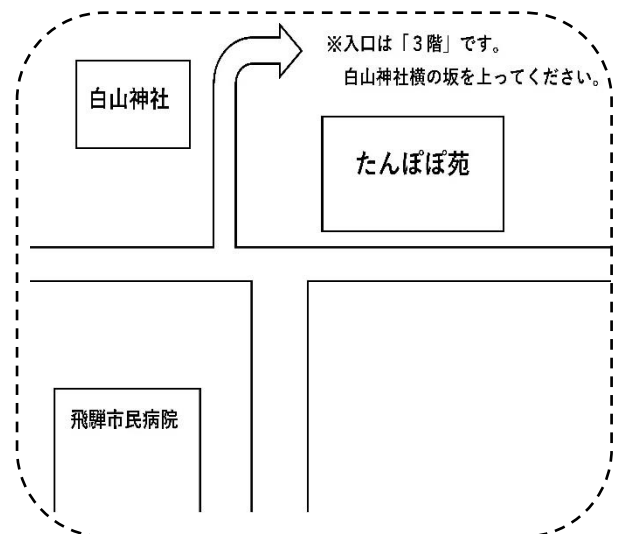 ※入口は「３階」です。
白山神社横の坂を上ってください。
白山神社
たんぽぽ苑
飛騨市民病院